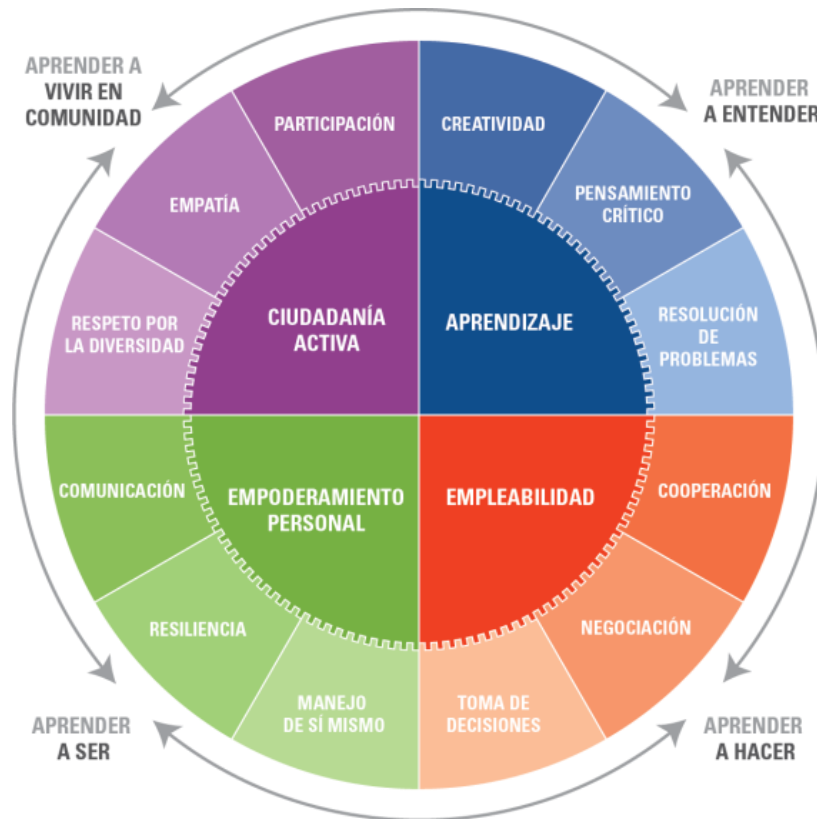 APRENDER A
VIVIR EN
COMUNIDAD
PARTICIPACIÓN
CREATIVIDAD
APRENDER
A ENTENDER
EMPATÍA
PENSAMIENTO
CRÍTICO
RESPETO POR
LA DIVERSIDAD
CIUDADANÍA
ACTIVA
APRENDIZAJE
RESOLUCIÓN
DE
PROBLEMAS
COMUNICACIÓN
EMPODERAMIENTO
PERSONAL
EMPLEABILIDAD
COOPERACIÓN
RESILIENCIA
NEGOCIACIÓN
MANEJO
DE SÍ MISMO
TOMA DE
DECISIONES
APRENDER
A SER
APRENDER
A HACER